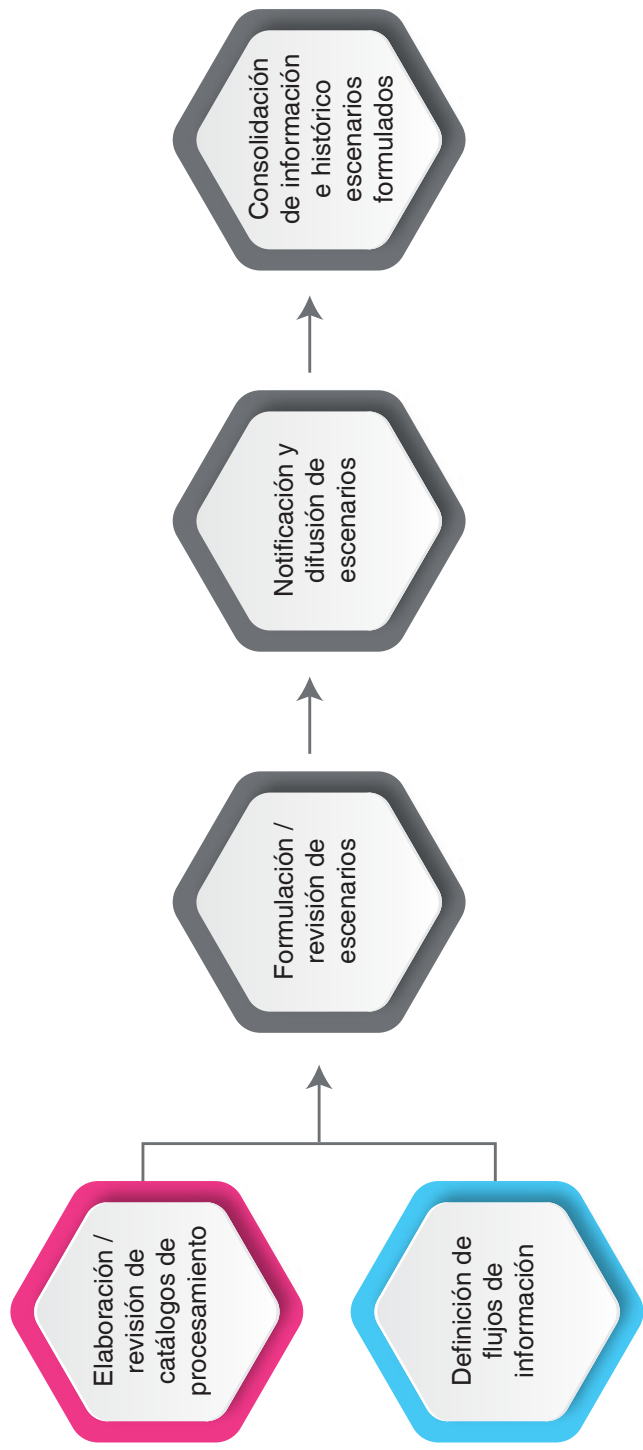 Elaboración /
revisión de
catálogos de
procesamiento
Definición de
flujos de
información
Formulación /
revisión de
escenarios
Notificación y
difusión de
escenarios
Consolidación
de información
e histórico
escenarios
formulados